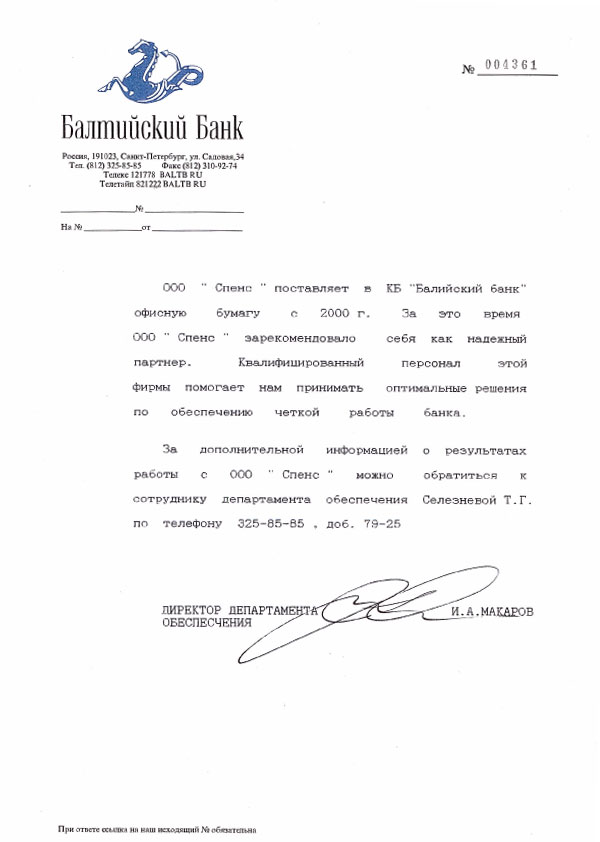 № 004361
Балтийский Банк
Россия, 191023, Санкт-Петербург, ул. Садовая,34
Тел. (812) 325-85-85 Факс (812) 310-92-74
Телекс 121778 BALTB RU
Телетайп 821222 BALTB RU
____________№____________
На №____________от____________
ООО " Спенс " поставляет в КБ "Балийский банк"
офисную бумагу с 2000 г. За это время
ООО " Спенс " зарекомендовало себя как надежный
партнер. Квалифицированный персонал этой
фирмы помогает нам принимать оптимальные решения
по обеспечению четкой работы банка.
За дополнительной информацией о результатах
работы с ООО " Спенс " можно обратиться к
сотруднику департамента обеспечения Селезневой Т.Г.
по телефону 325-85-85 , доб. 79-25
ДИРЕКТОР ДЕПАРТАМЕНТА И.А.МАКАРОВ
ОБЕСПЕСЧЕНИЯ
При ответе ссылка на наш исходящий № обязательна